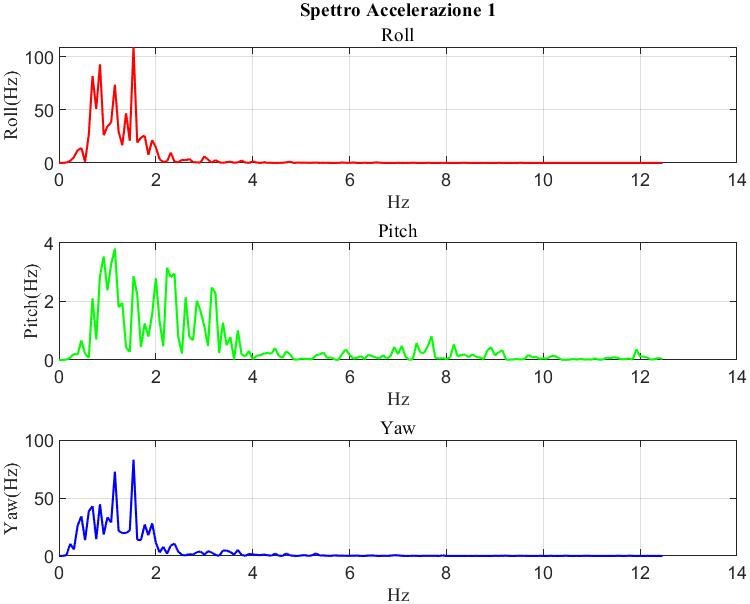 Spettro Accelerazione 1
Roll
Roll(Hz)
100
50
0
0 2 4 6 8 10 12 14
Hz
Pitch
Pitch(Hz)
4
2
0
0 2 4 6 8 10 12 14
Hz
Yaw
Yaw(Hz)
100
50
0
0 2 4 6 8 10 12 14
Hz